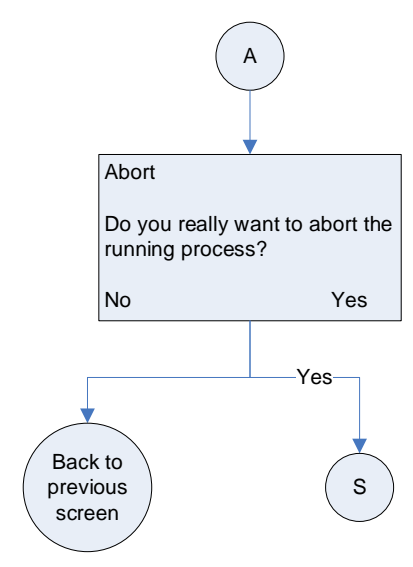 A
Abort
Do you really want to abort the
running process?
No Yes
Yes
Back to
previous
screen
S